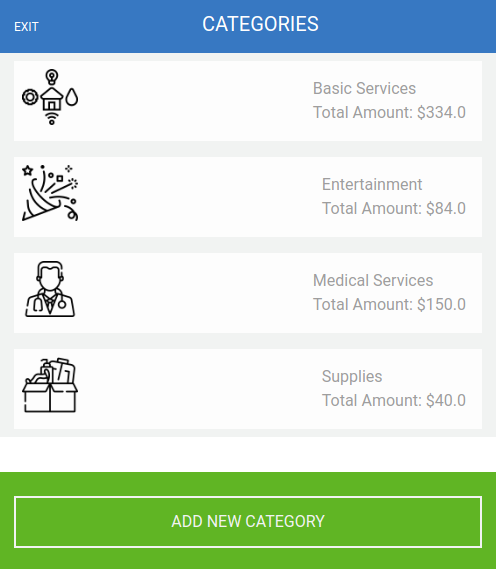 EXIT
CATEGORIES
Basic Services
Total Amount: $334.0
Entertainment
Total Amount: $84.0
Medical Services
Total Amount: $150.0
Supplies
Total Amount: $40.0
ADD NEW CATEGORY